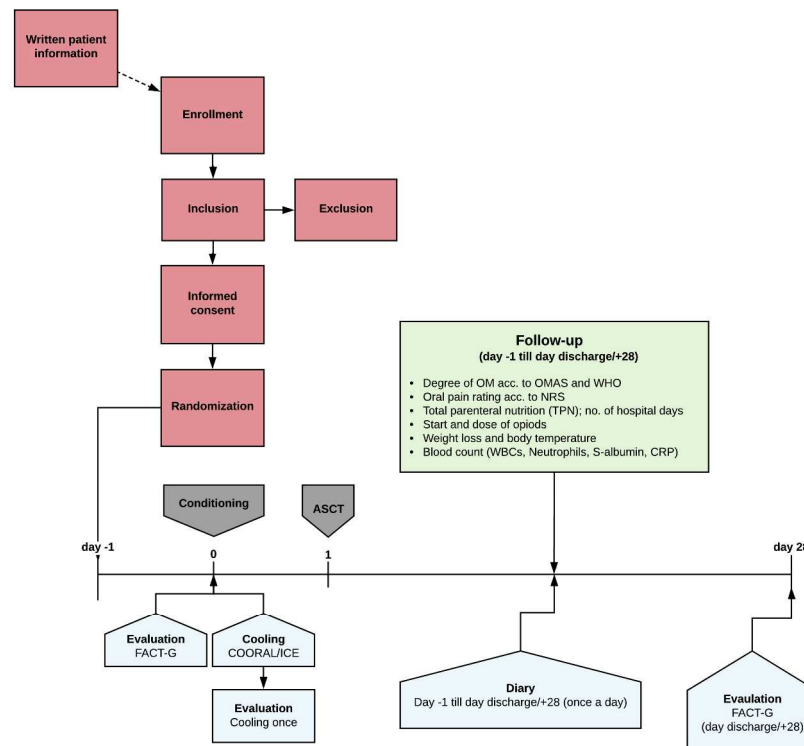 Written patient
information
Enrollment
Inclusion
Exclusion
Informed
consent
Randomization
Follow-up
(day -1 till day discharge/+28)
• Degree of OM acc. to OMAS and WHO
• Oral pain rating acc. to NRS
• Total parenteral nutrition (TPN); no. of hospital days
• Start and dose of opiods
• Weight loss and body temperature
• Blood count (WBCs, Neutrophils, S-albumin, CRP)
Conditioning
ASCT
day -1
0
1
day 28
Evaluation
FACT-G
Cooling
COORAL/ICE
Evaluation
Cooling once
Diary
Day -1 till day discharge/+28 (once a day)
Evaulation
FACT-G
(day discharge/+28)